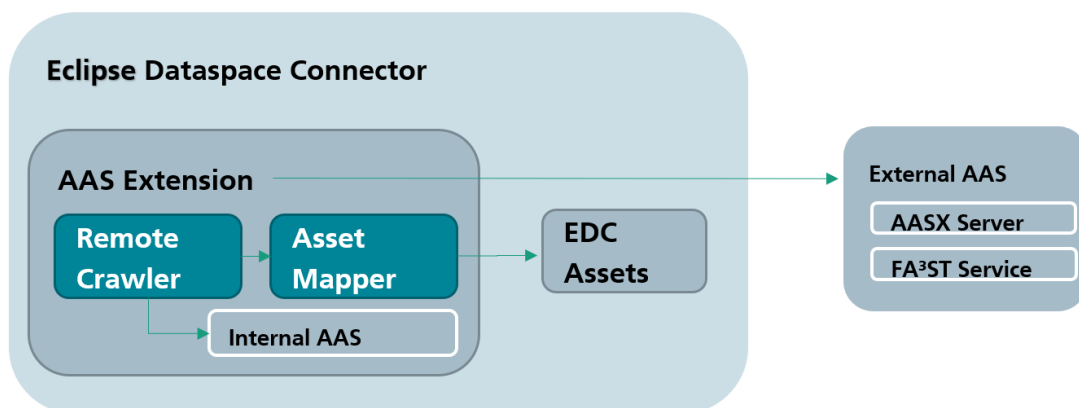 Eclipse Dataspace Connector
AAS Extension
Remote
Crawler
Asset
Mapper
Internal AAS
EDC
Assets
External AAS
AASX Server
FA³ST Service